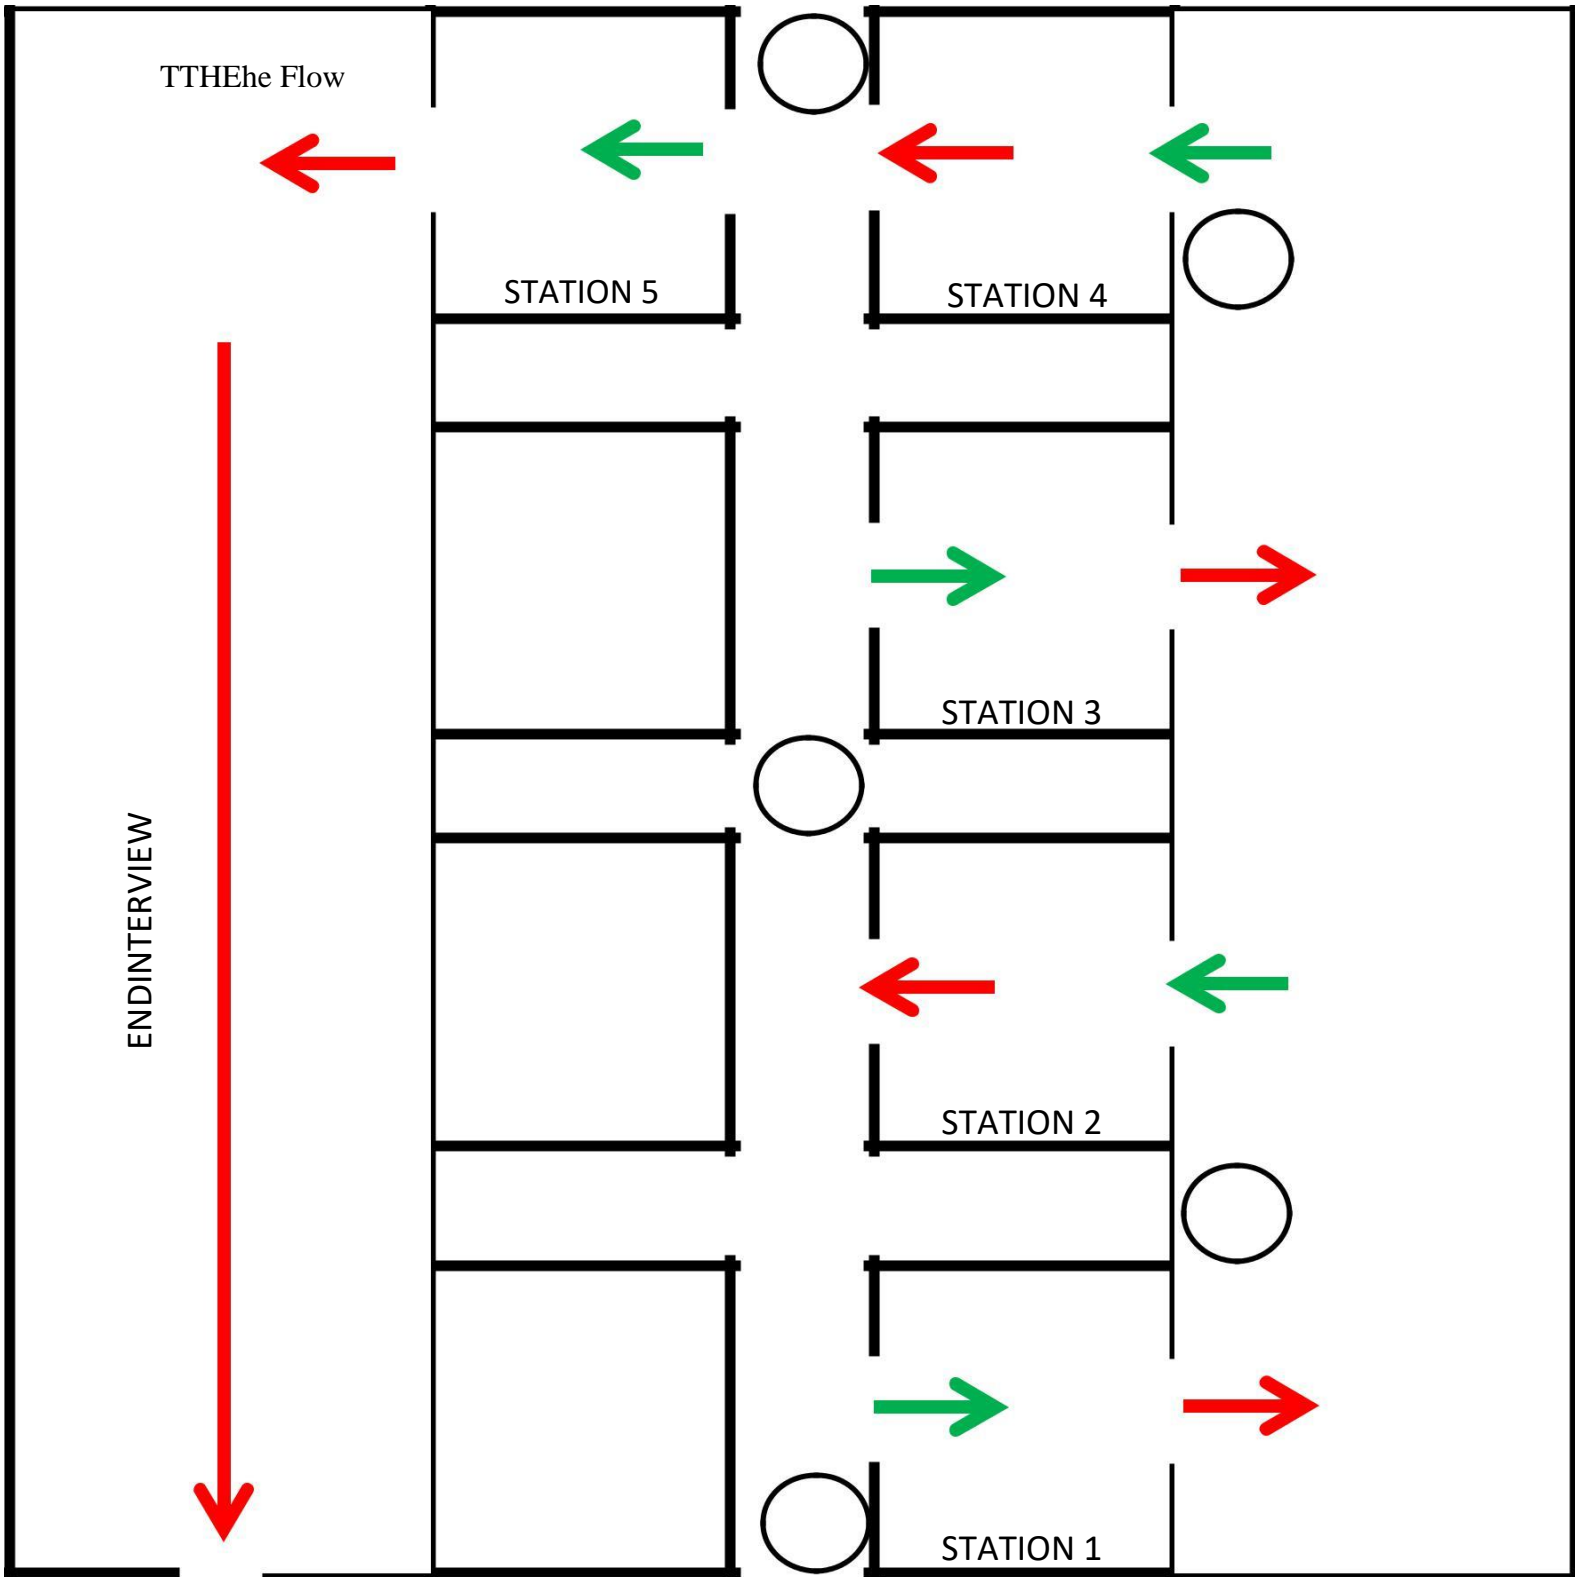 TTHEhe Flow
STATION 5
STATION 4
STATION 3
ENDINTERVIEW
STATION 2
STATION 1